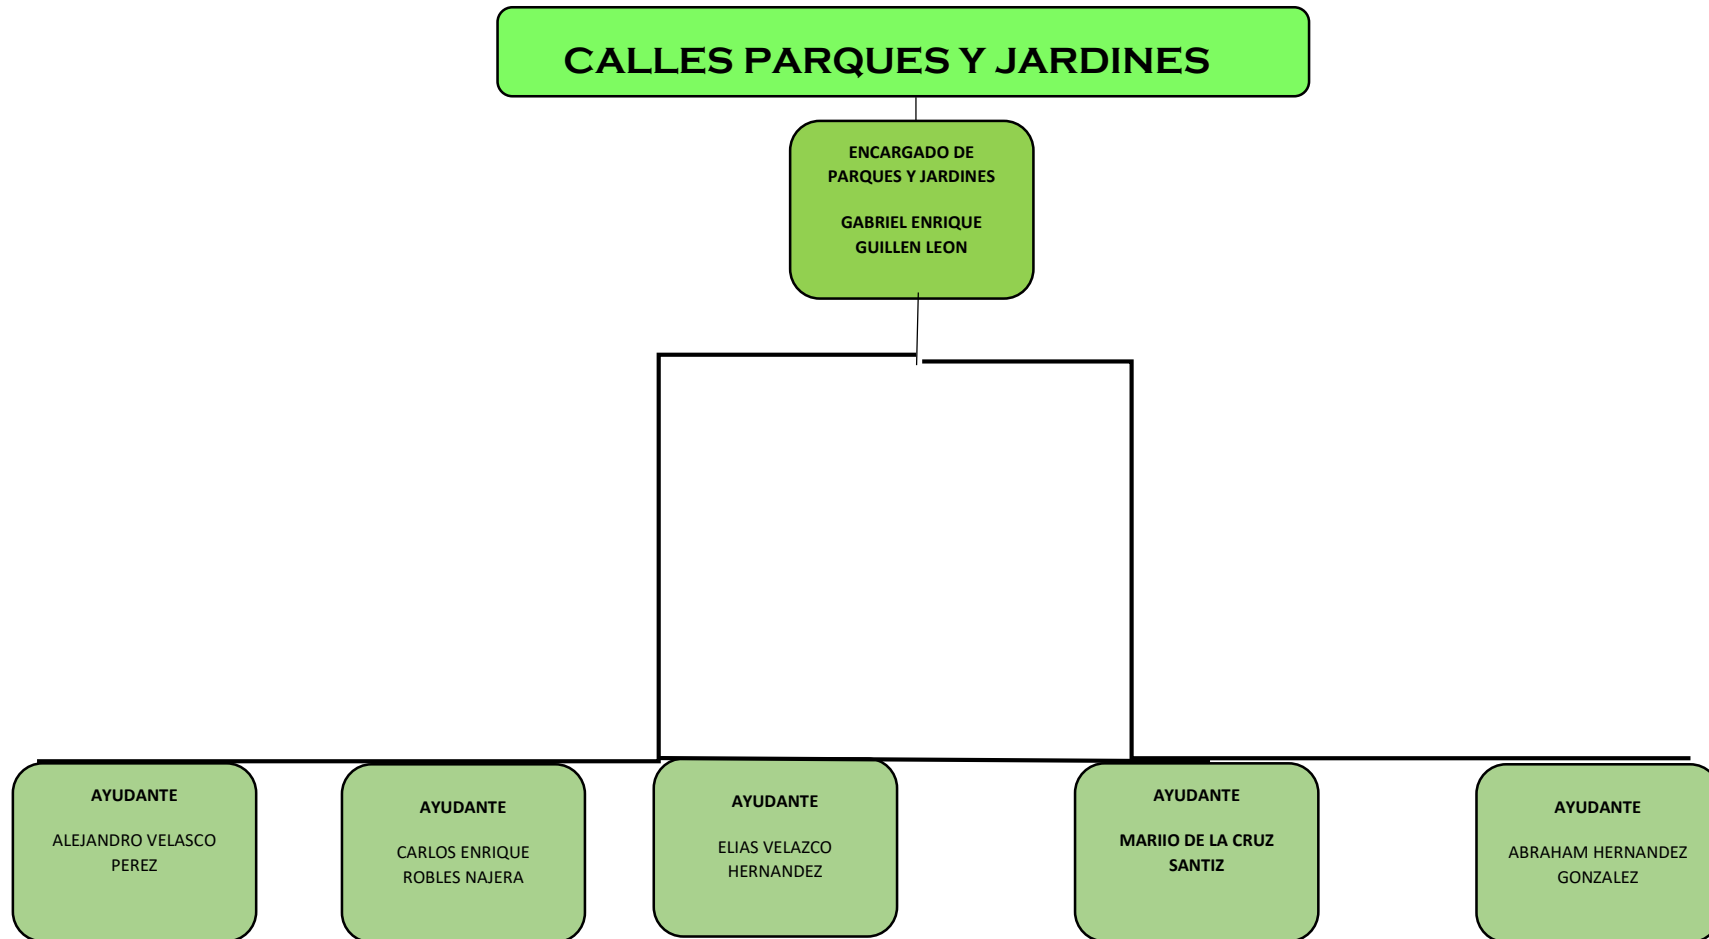 CALLES PARQUES Y JARDINES
ENCARGADO DE
PARQUES Y JARDINES
GABRIEL ENRIQUE
GUILLEN LEON
AYUDANTE
ALEJANDRO VELASCO
PEREZ
AYUDANTE
CARLOS ENRIQUE
ROBLES NAJERA
AYUDANTE
ELIAS VELAZCO
HERNANDEZ
AYUDANTE
MARIIO DE LA CRUZ
SANTIZ
AYUDANTE
ABRAHAM HERNANDEZ
GONZALEZ